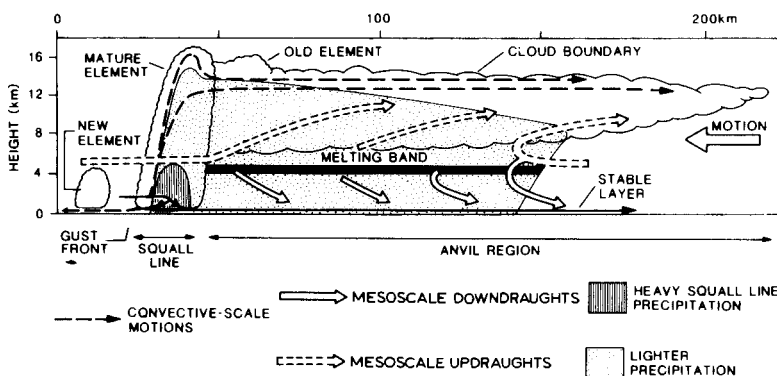 0 100 200km
16
12
8
4
0
HEIGHT (km)
MATURE
ELEMENT
OLD ELEMENT
CLOUD BOUNDARY
NEW
ELEMENT
MELTING BAND
MOTION
STABLE
LAYER
GUST
FRONT
SQUALL
LINE
ANVIL REGION
CONVECTIVE-SCALE
MOTIONS
MESOSCALE DOWNDRAUGHTS
HEAVY SQUALL LINE
PRECIPITATION
MESOSCALE UPDRAUGHTS
LIGHTER
PRECIPITATION